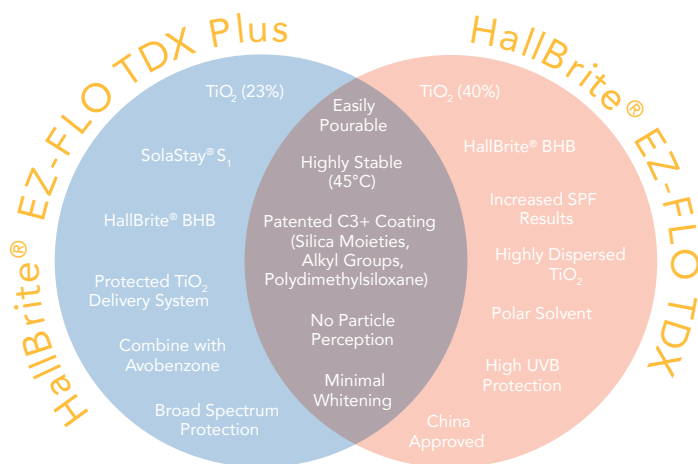 HallBrite® EZ-FLO TDX Plus
TiO₂ (23%)
SolaStay® S₁
HallBrite® BHB
Protected TiO₂
Delivery System
Combine with
Avobenzone
Broad Spectrum
Protection
Easily
Pourable
Highly Stable
(45°C)
Patented C3+ Coating
(Silica Moieties,
Alkyl Groups,
Polydimethylsiloxane)
No Particle
Perception
Minimal
Whitening
HallBrite® EZ-FLO TDX
TiO₂ (40%)
HallBrite® BHB
Increased SPF
Results
Highly Dispersed
TiO₂
Polar Solvent
High UVB
Protection
China
Approved